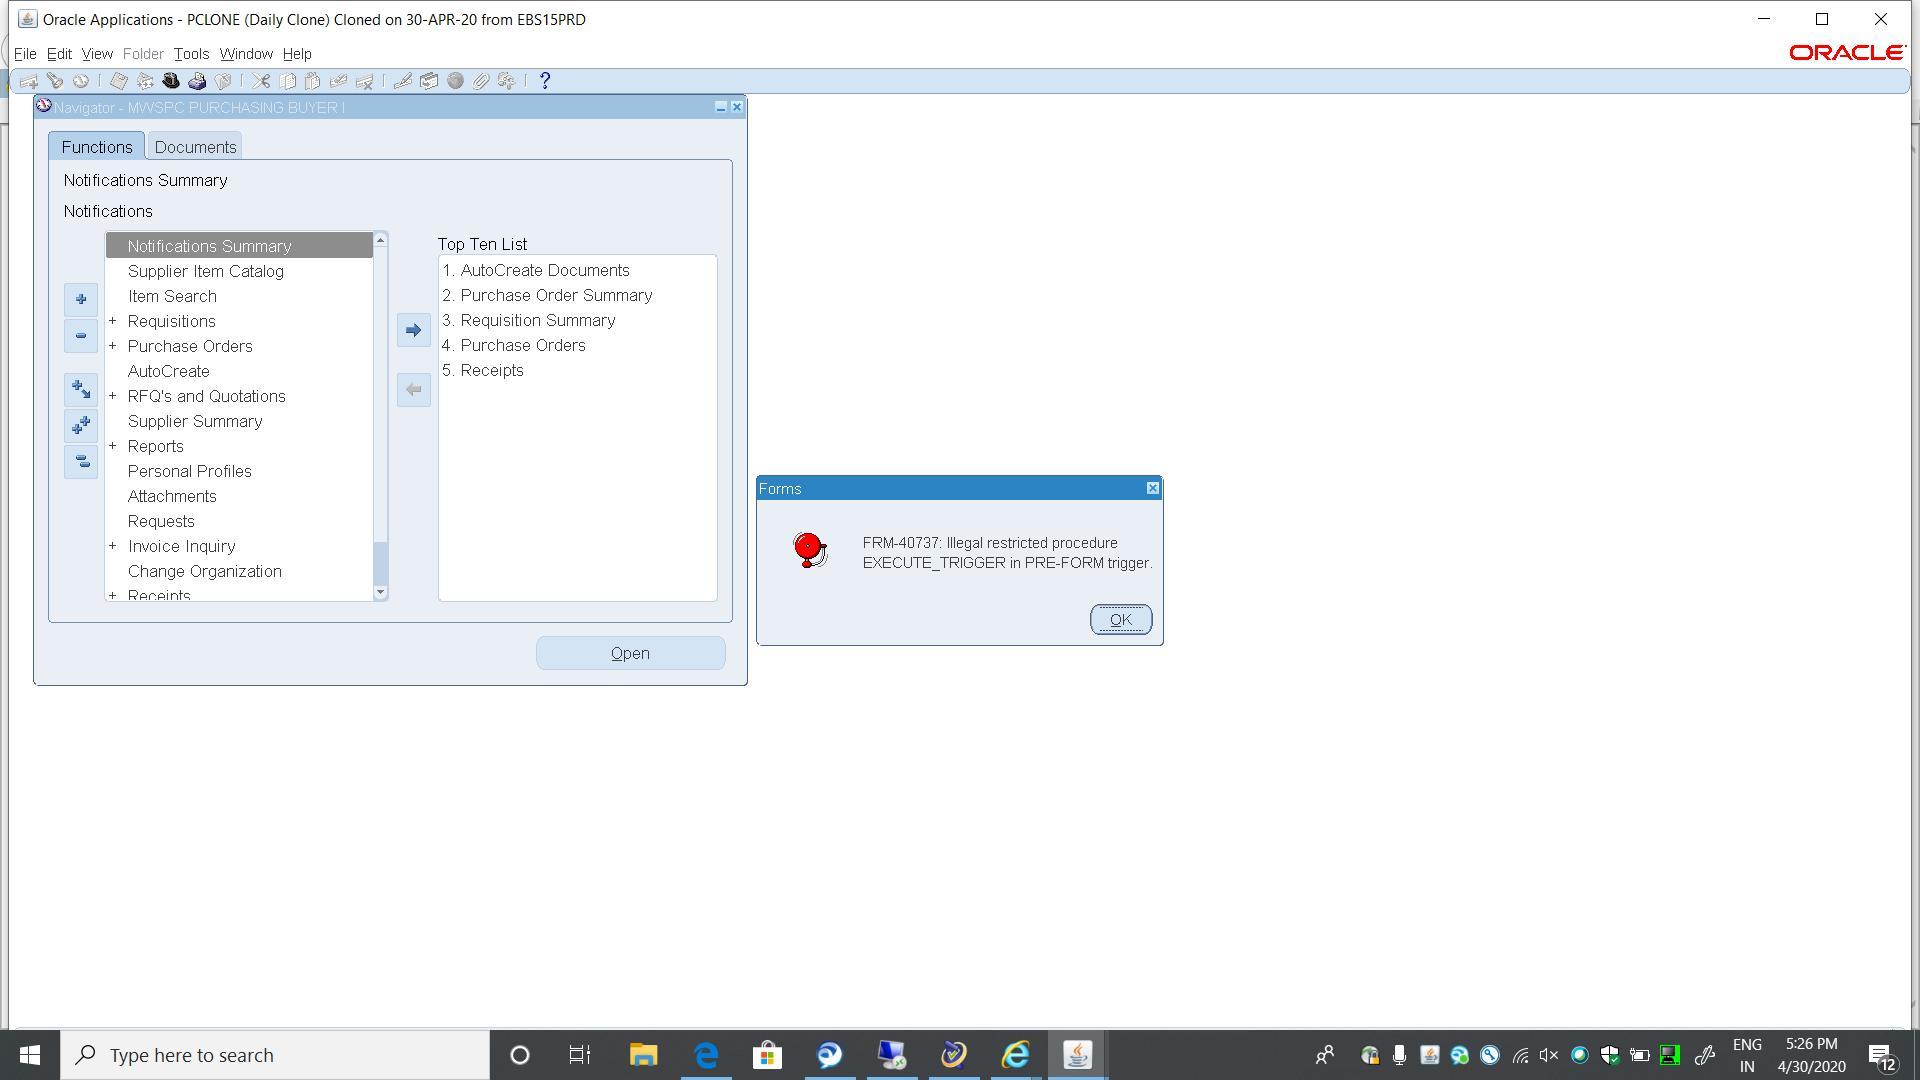 Oracle Applications - PCLONE (Daily Clone) Cloned on 30-APR-20 from EBS15PRD
File Edit View Folder Tools Window Help
ORACLE
?
Navigator - MWSPC PURCHASING BUYER I
Functions Documents
Notifications Summary
Notifications
Notifications Summary
Supplier Item Catalog
Item Search
+ Requisitions
+ Purchase Orders
AutoCreate
+ RFQ's and Quotations
Supplier Summary
+ Reports
Personal Profiles
Attachments
Requests
+ Invoice Inquiry
Change Organization
+ Receipts
Top Ten List
1. AutoCreate Documents
2. Purchase Order Summary
3. Requisition Summary
4. Purchase Orders
5. Receipts
Open
Forms
FRM-40737: Illegal restricted procedure
EXECUTE_TRIGGER in PRE-FORM trigger.
OK
Type here to search
ENG
IN
5:26 PM
4/30/2020
12